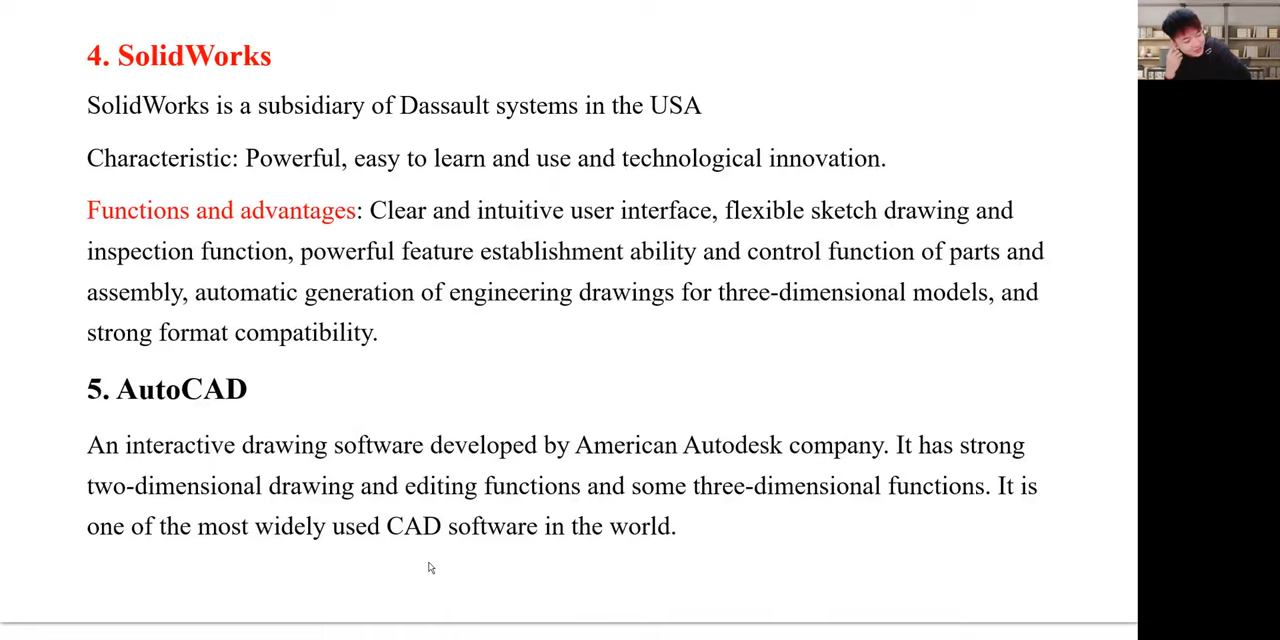 4. SolidWorks
SolidWorks is a subsidiary of Dassault systems in the USA
Characteristic: Powerful, easy to learn and use and technological innovation.
Functions and advantages: Clear and intuitive user interface, flexible sketch drawing and
inspection function, powerful feature establishment ability and control function of parts and
assembly, automatic generation of engineering drawings for three-dimensional models, and
strong format compatibility.
5. AutoCAD
An interactive drawing software developed by American Autodesk company. It has strong
two-dimensional drawing and editing functions and some three-dimensional functions. It is
one of the most widely used CAD software in the world.